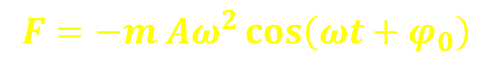 F = −m Aω² cos(ωt + φ₀)